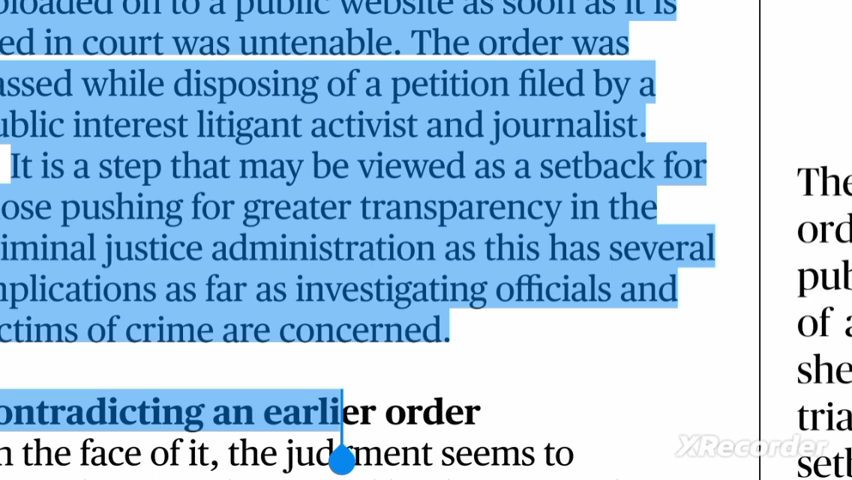 ploaded on to a public website as soon as it is
ed in court was untenable. The order was
assed while disposing of a petition filed by a
ublic interest litigant activist and journalist.
It is a step that may be viewed as a setback for
ose pushing for greater transparency in the
iminal justice administration as this has several
nplications as far as investigating officials and
ctims of crime are concerned.
ontradicting an earlier order
n the face of it, the judgment seems to
The
ord
pub
of a
she
tria
setb
XRecorder